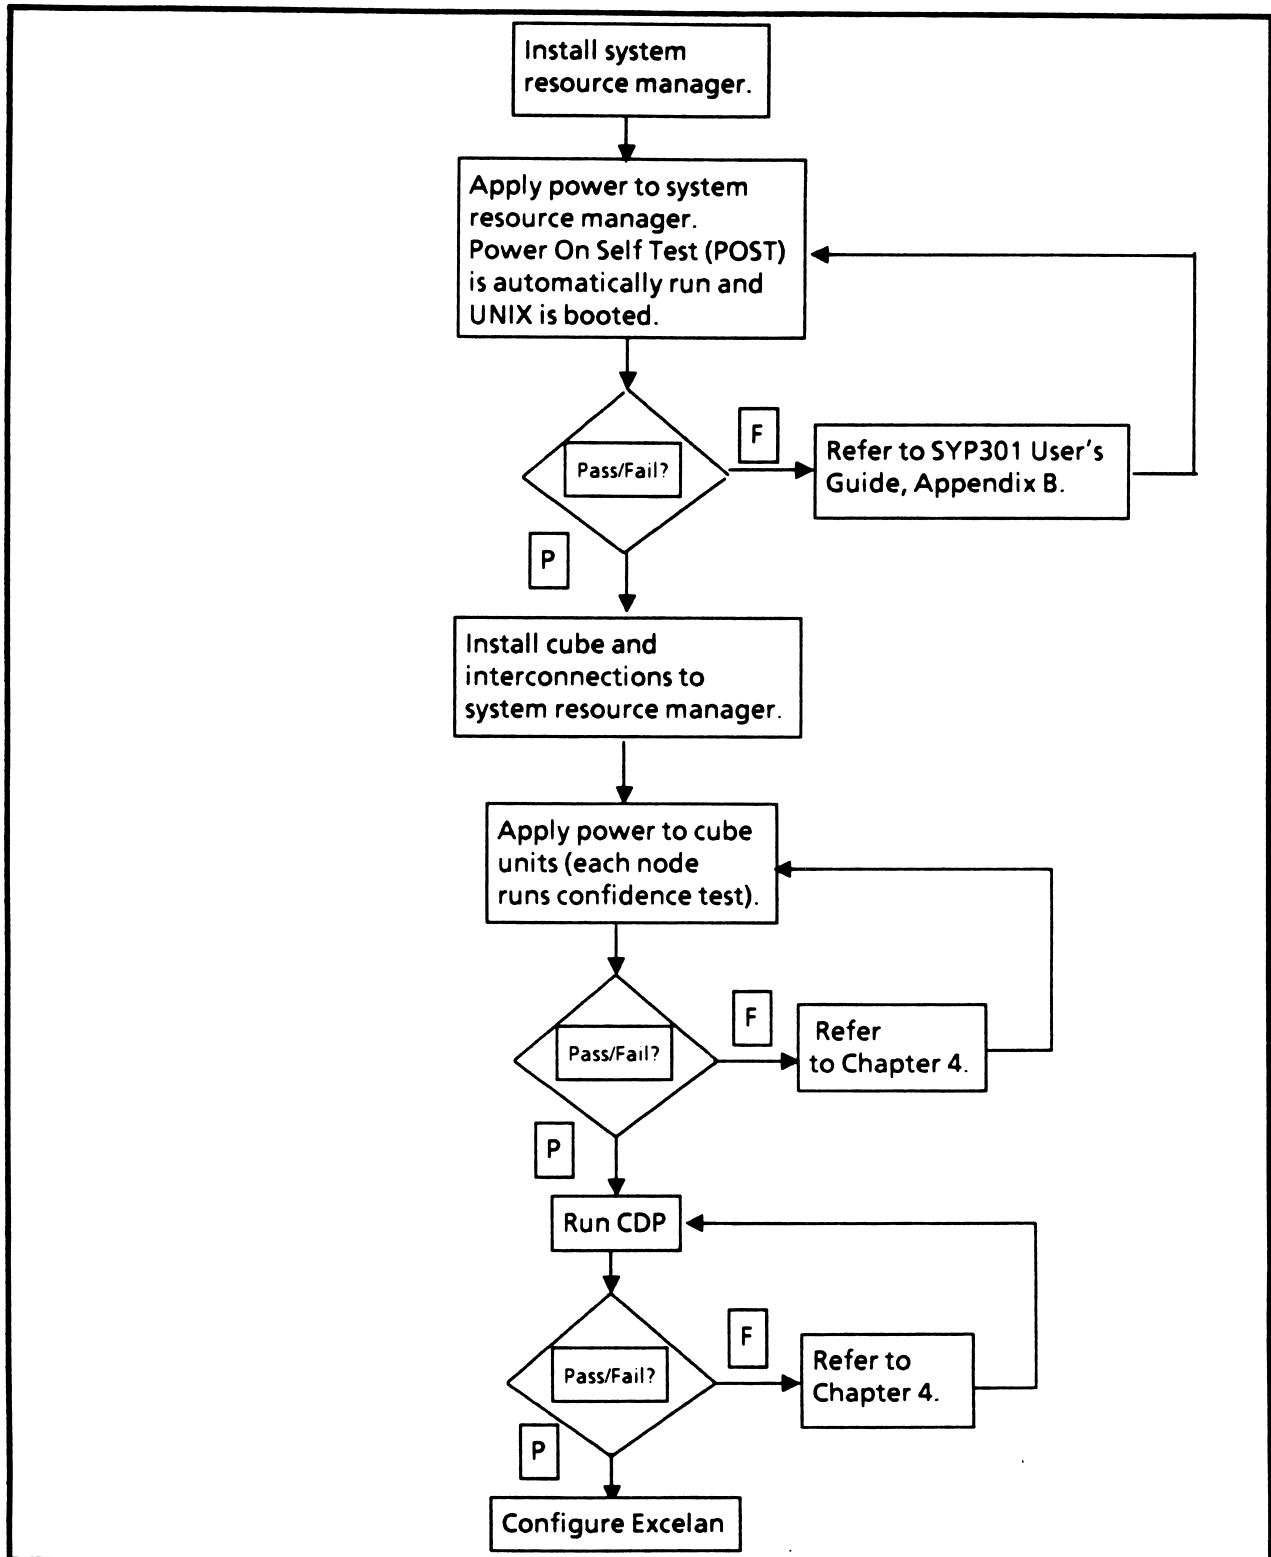 Install system
resource manager.
Apply power to system
resource manager.
Power On Self Test (POST)
is automatically run and
UNIX is booted.
Pass/Fail?
F
Refer to SYP301 User's
Guide, Appendix B.
P
Install cube and
interconnections to
system resource manager.
Apply power to cube
units (each node
runs confidence test).
Pass/Fail?
F
Refer
to Chapter 4.
P
Run CDP
Pass/Fail?
F
Refer to
Chapter 4.
P
Configure Excelan